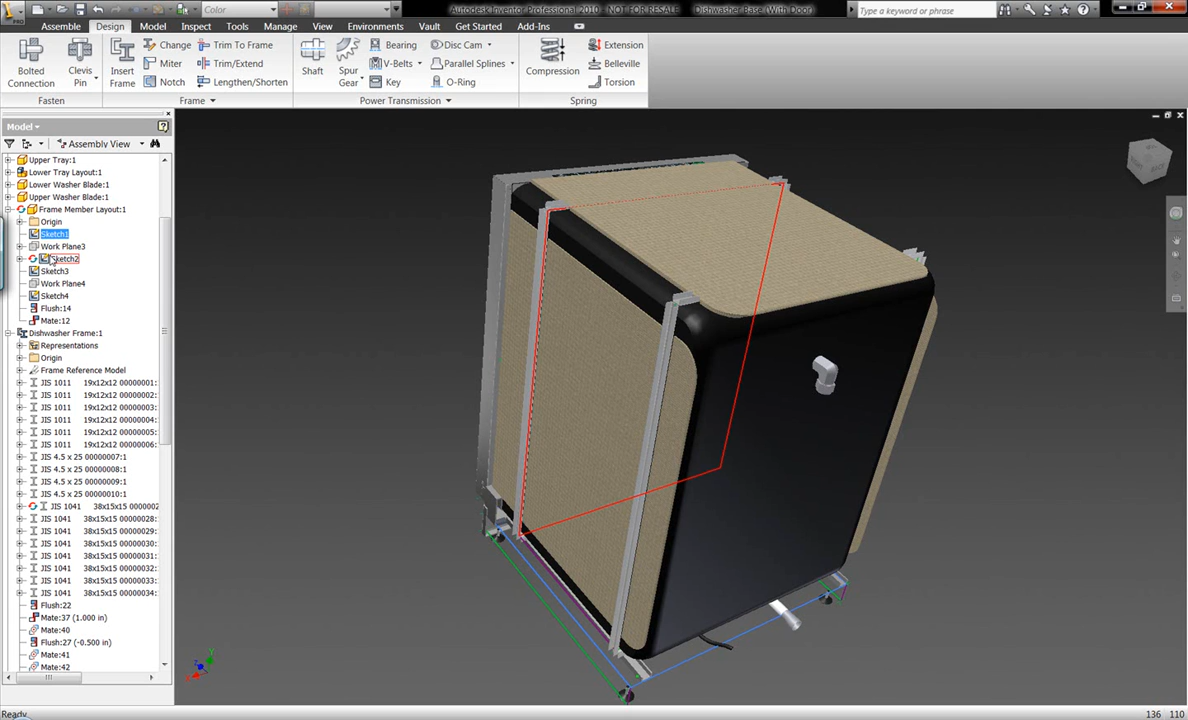 PRO
Color
Autodesk Inventor Professional 2010 - NOT FOR RESALE Dishwasher Base (With Door
Type a keyword or phrase
Assemble Design Model Inspect Tools Manage View Environments Vault Get Started Add-Ins
Bolted Connection
Clevis Pin
Fasten
Insert Frame
Change
Miter
Notch
Trim To Frame
Trim/Extend
Lengthen/Shorten
Frame
Shaft
Spur Gear
Bearing
V-Belts
Key
Disc Cam
Parallel Splines
O-Ring
Power Transmission
Compression
Extension
Belleville
Torsion
Spring
Model
Assembly View
Upper Tray:1
Lower Tray Layout:1
Lower Washer Blade:1
Upper Washer Blade:1
Frame Member Layout:1
Origin
Sketch1
Work Plane3
Sketch2
Sketch3
Work Plane4
Sketch4
Flush:14
Mate:12
Dishwasher Frame:1
Representations
Origin
Frame Reference Model
JIS 1011 19x12x12 00000001:
JIS 1011 19x12x12 00000002:
JIS 1011 19x12x12 00000003:
JIS 1011 19x12x12 00000004:
JIS 1011 19x12x12 00000005:
JIS 1011 19x12x12 00000006:
JIS 4.5 x 25 00000007:1
JIS 4.5 x 25 00000008:1
JIS 4.5 x 25 00000009:1
JIS 4.5 x 25 00000010:1
JIS 1041 38x15x15 0000002
JIS 1041 38x15x15 00000028:
JIS 1041 38x15x15 00000029:
JIS 1041 38x15x15 00000030:
JIS 1041 38x15x15 00000031:
JIS 1041 38x15x15 00000032:
JIS 1041 38x15x15 00000033:
JIS 1041 38x15x15 00000034:
Flush:22
Mate:37 (1.000 in)
Mate:40
Flush:27 (-0.500 in)
Mate:41
Mate:42
Ready
136 110